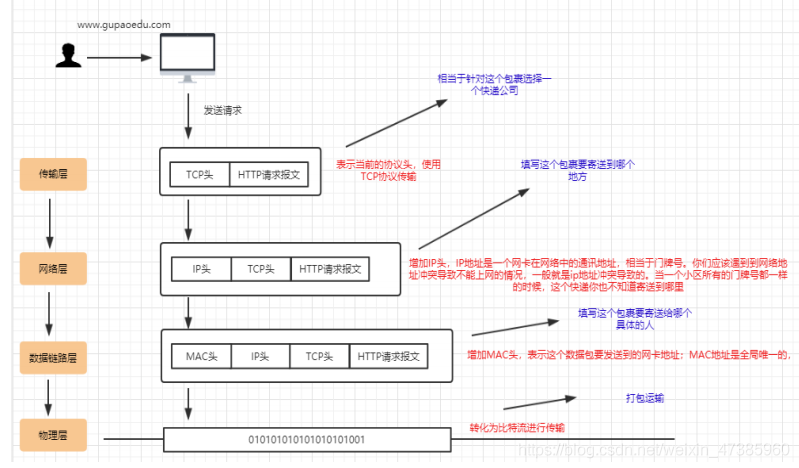 www.gupaoedu.com
发送请求
相当于针对这个包裹选择一
个快递公司
传输层
TCP头 HTTP请求报文
表示当前的协议头，使用
TCP协议传输
填写这个包裹要寄送到哪个
地方
网络层
IP头 TCP头 HTTP请求报文
增加IP头，IP地址是一个网卡在网络中的通讯地址，相当于门牌号。你们应该遇到到网络地
址冲突导致不能上网的情况，一般就是ip地址冲突导致的。当一个小区所有的门牌号都一样
的时候，这个快递你也不知道寄送到哪里
填写这个包裹要寄送给哪个
具体的人
数据链路层
MAC头 IP头 TCP头 HTTP请求报文
增加MAC头，表示这个数据包要发送到的网卡地址；MAC地址是全局唯一的，
打包运输
物理层
010101010101010101001
转化为比特流进行传输
https://blog.csdn.net/weixin_47385960